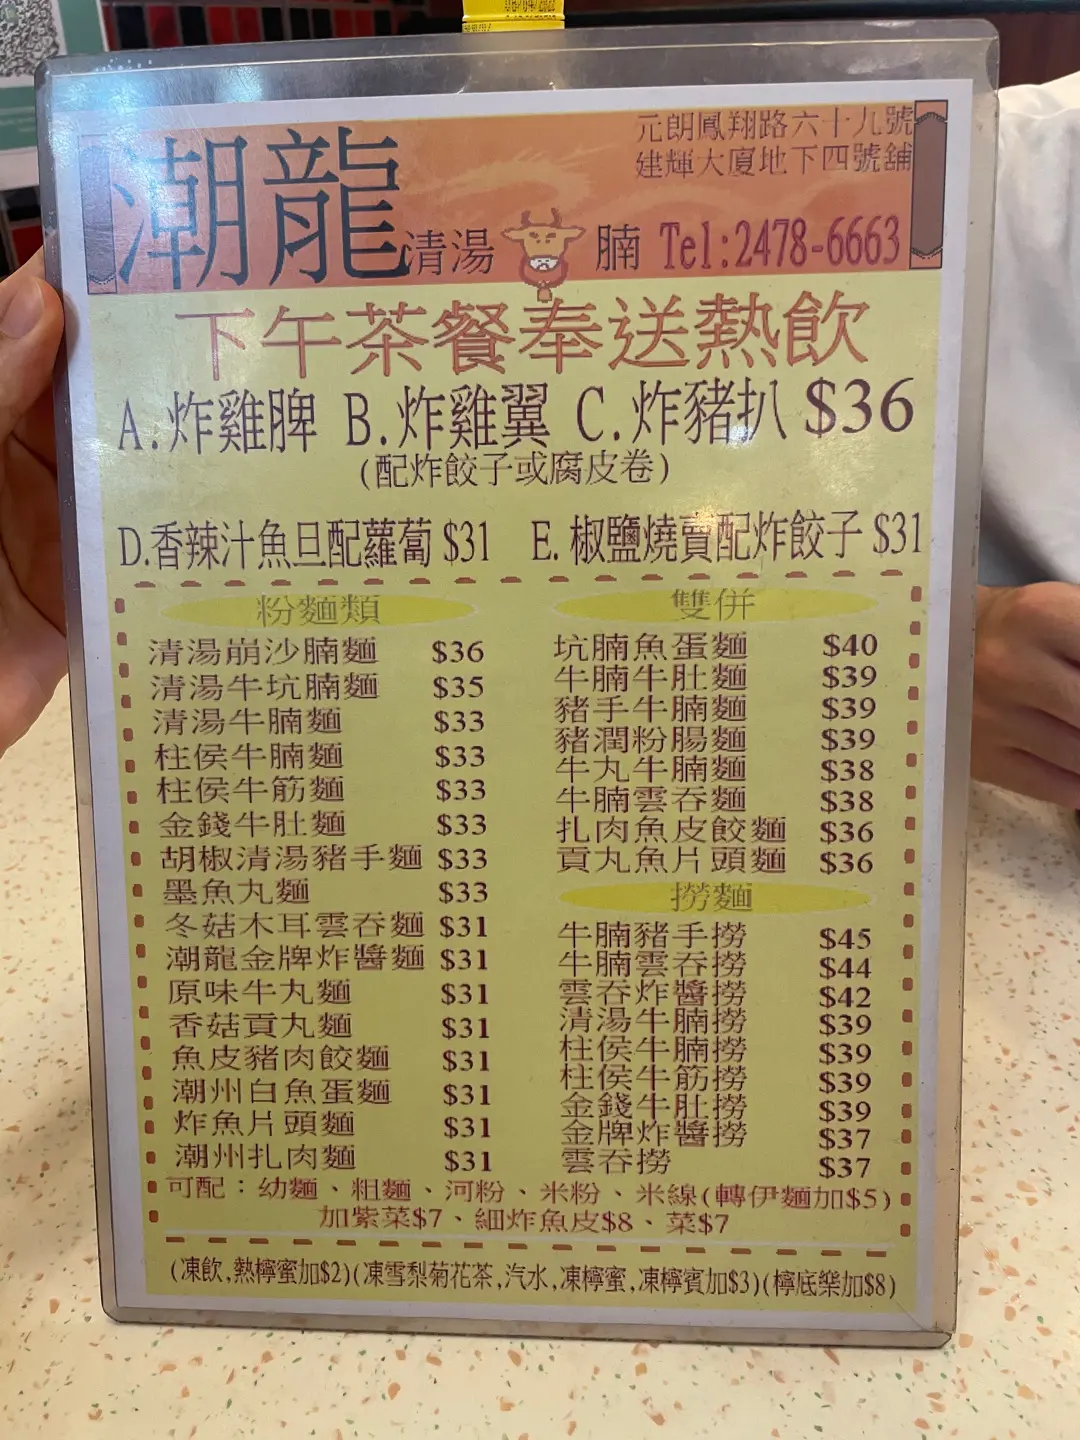 元朗鳳翔路六十九號
建輝大廈地下四號舖
潮龍清湯腩 Tel:2478-6663
下午茶餐奉送熱飲
A.炸雞脾 B.炸雞翼 C.炸豬扒 $36
(配炸餃子或腐皮卷)
D.香辣汁魚旦配蘿蔔 $31 E.椒鹽燒賣配炸餃子 $31
粉麵類
清湯崩沙腩麵 $36
清湯牛坑腩麵 $35
清湯牛腩麵 $33
柱侯牛腩麵 $33
柱侯牛筋麵 $33
金錢牛肚麵 $33
胡椒清湯豬手麵 $33
墨魚丸麵 $33
冬菇木耳雲吞麵 $31
潮龍金牌炸醬麵 $31
原味牛丸麵 $31
香菇貢丸麵 $31
魚皮豬肉餃麵 $31
潮州白魚蛋麵 $31
炸魚片頭麵 $31
潮州扎肉麵 $31
雙併
坑腩魚蛋麵 $40
牛腩牛肚麵 $39
豬手牛腩麵 $39
豬潤粉腸麵 $39
牛丸牛腩麵 $38
牛腩雲吞麵 $38
扎肉魚皮餃麵 $36
貢丸魚片頭麵 $36
撈麵
牛腩豬手撈 $45
牛腩雲吞撈 $44
雲吞炸醬撈 $42
清湯牛腩撈 $39
柱侯牛腩撈 $39
柱侯牛筋撈 $39
金錢牛肚撈 $39
金牌炸醬撈 $37
雲吞撈 $37
可配：幼麵、粗麵、河粉、米粉、米線(轉伊麵加$5)
加紫菜$7、細炸魚皮$8、菜$7
(凍飲,熱檸蜜加$2)(凍雪梨菊花茶,汽水,凍檸蜜,凍檸賓加$3)(檸底樂加$8)